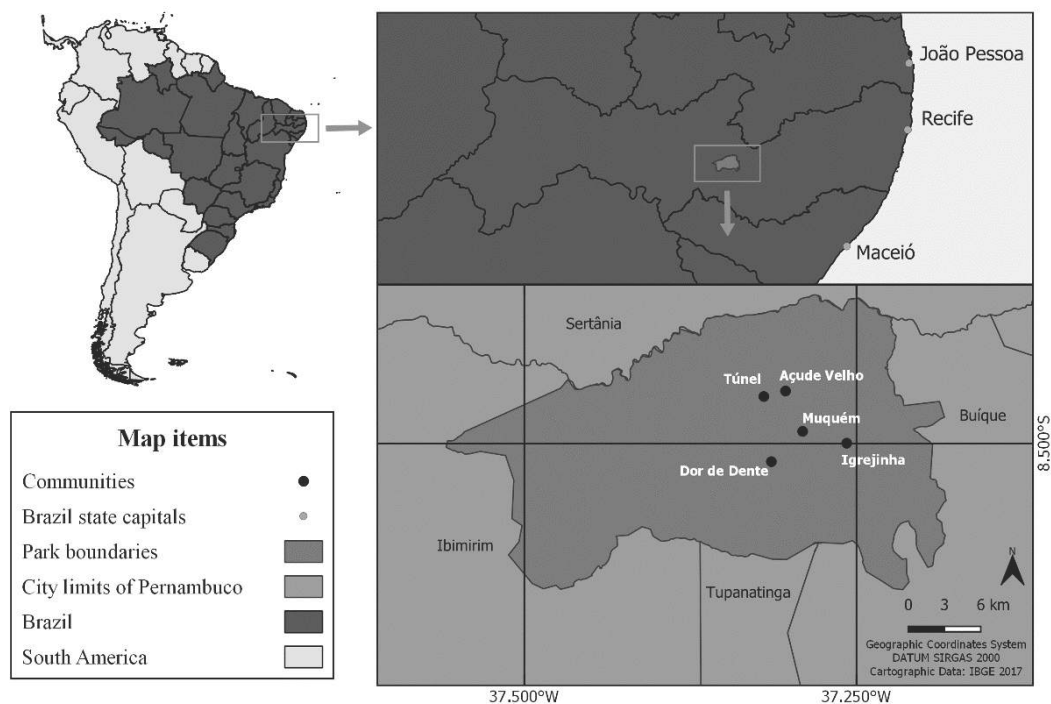 João Pessoa
Recife
Maceió
Sertânia
Túnel
Açude Velho
Muquém
Buíque
Igrejinha
Dor de Dente
Ibimirim
Tupanatinga
8.500°S
N
0 3 6 km
Geographic Coordinates System
DATUM SIRGAS 2000
Cartographic Data: IBGE 2017
37.500°W
37.250°W
Map items
Communities
Brazil state capitals
Park boundaries
City limits of Pernambuco
Brazil
South America